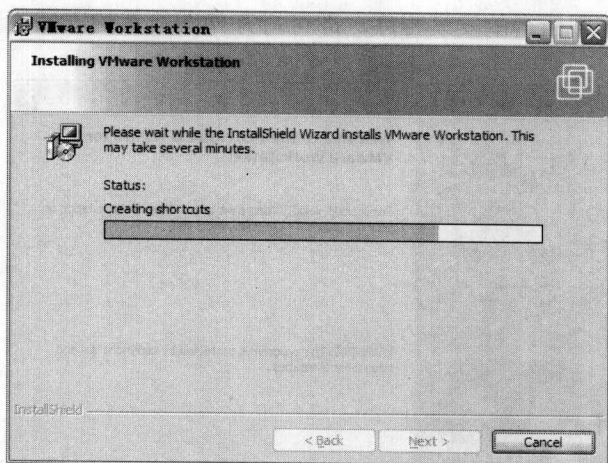 VMware Workstation
Installing VMware Workstation
Please wait while the InstallShield Wizard installs VMware Workstation. This
may take several minutes.
Status:
Creating shortcuts
InstallShield
< Back
Next >
Cancel